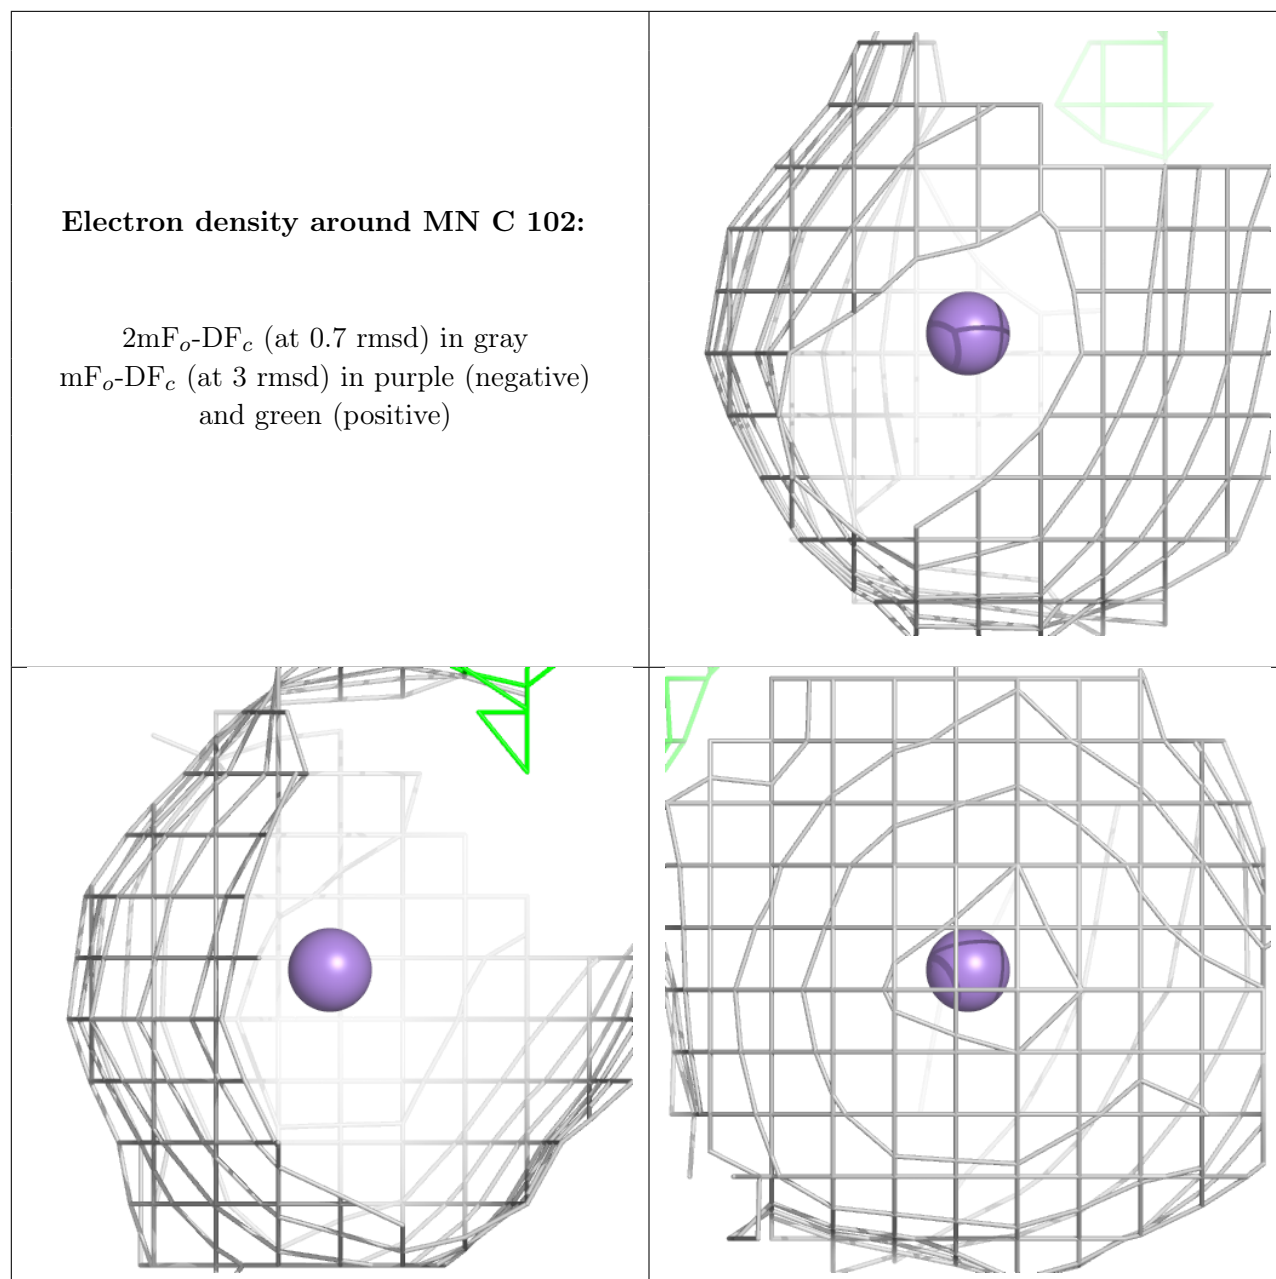 Electron density around MN C 102:
2mFo-DFc (at 0.7 rmsd) in gray
mFo-DFc (at 3 rmsd) in purple (negative)
and green (positive)